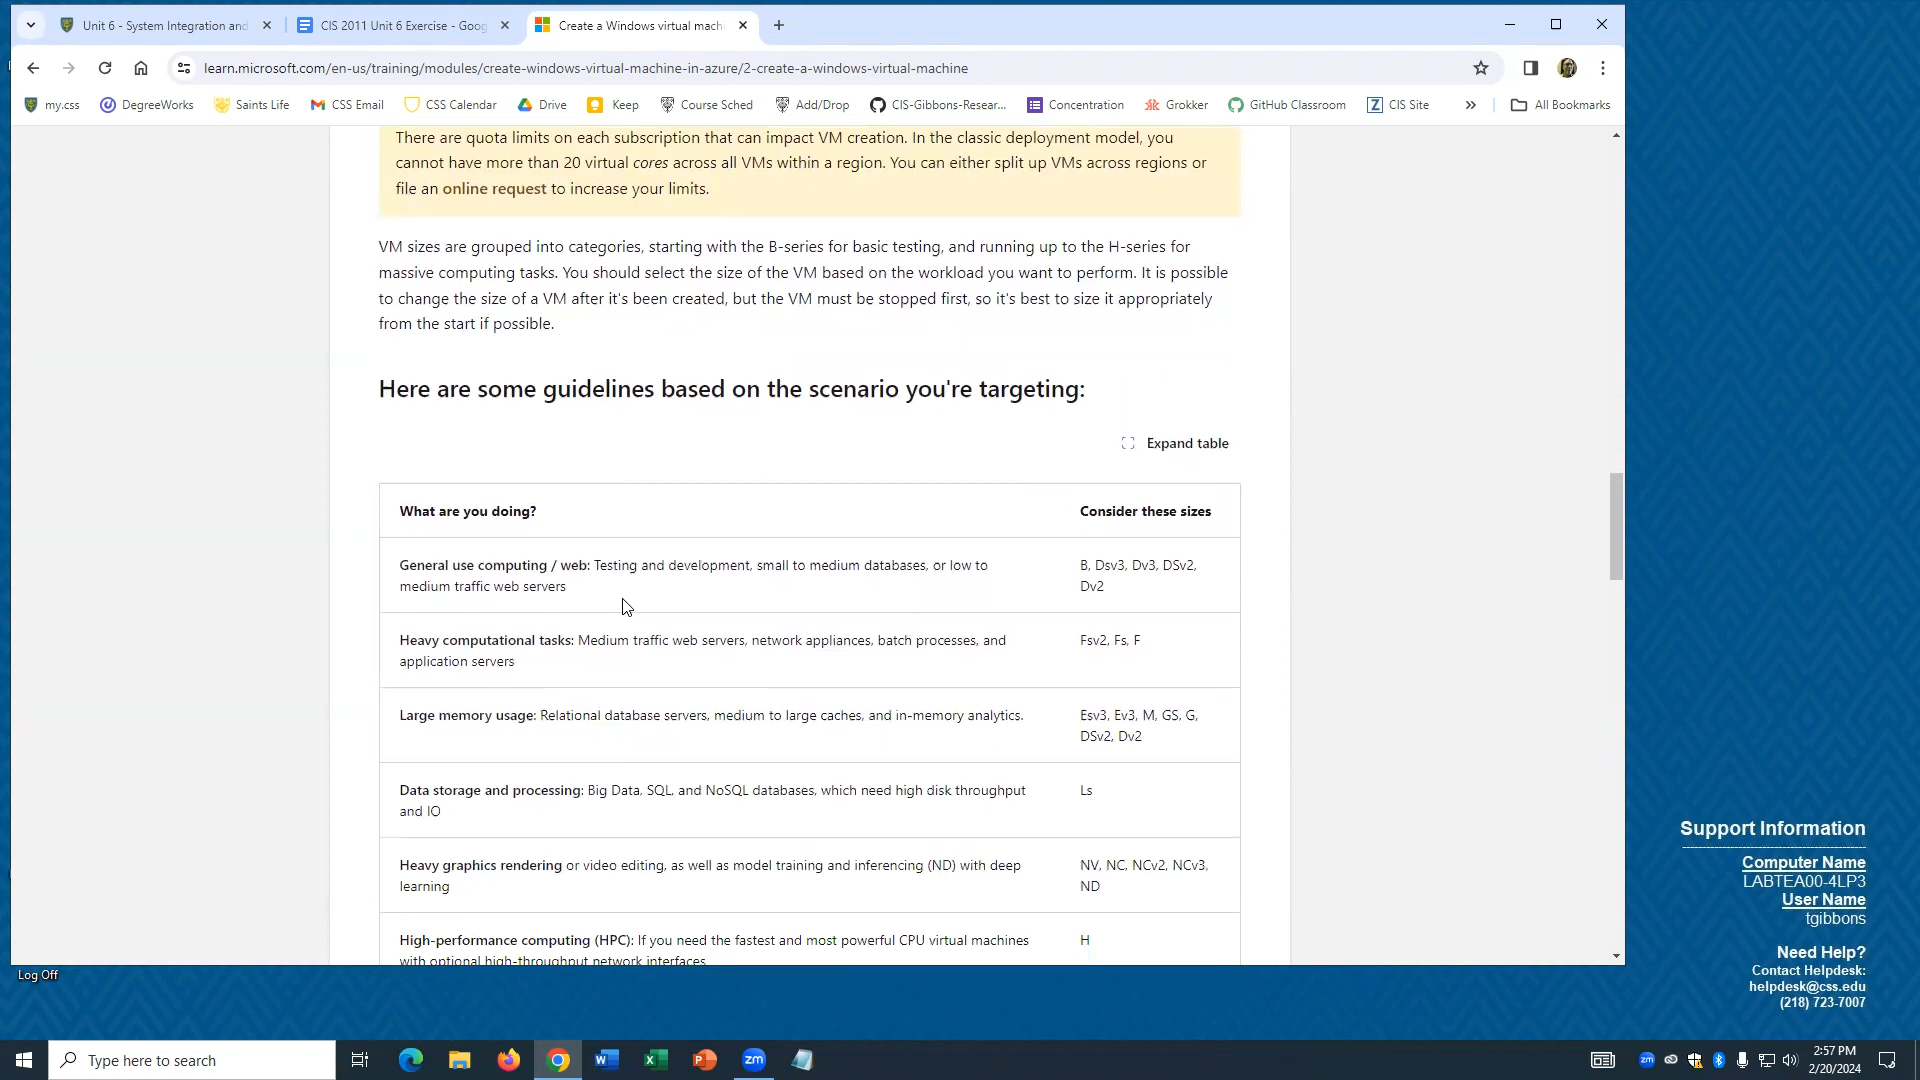 Unit 6 - System Integration and
CIS 2011 Unit 6 Exercise - Goog
Create a Windows virtual mach
learn.microsoft.com/en-us/training/modules/create-windows-virtual-machine-in-azure/2-create-a-windows-virtual-machine
my.css
DegreeWorks
Saints Life
CSS Email
CSS Calendar
Drive
Keep
Course Sched
Add/Drop
CIS-Gibbons-Resear...
Concentration
Grokker
GitHub Classroom
CIS Site
»
All Bookmarks
There are quota limits on each subscription that can impact VM creation. In the classic deployment model, you
cannot have more than 20 virtual cores across all VMs within a region. You can either split up VMs across regions or
file an online request to increase your limits.
VM sizes are grouped into categories, starting with the B-series for basic testing, and running up to the H-series for
massive computing tasks. You should select the size of the VM based on the workload you want to perform. It is possible
to change the size of a VM after it's been created, but the VM must be stopped first, so it's best to size it appropriately
from the start if possible.
Here are some guidelines based on the scenario you're targeting:
Expand table
What are you doing?
Consider these sizes
General use computing / web: Testing and development, small to medium databases, or low to
medium traffic web servers
B, Dsv3, Dv3, DSv2,
Dv2
Heavy computational tasks: Medium traffic web servers, network appliances, batch processes, and
application servers
Fsv2, Fs, F
Large memory usage: Relational database servers, medium to large caches, and in-memory analytics.
Esv3, Ev3, M, GS, G,
DSv2, Dv2
Data storage and processing: Big Data, SQL, and NoSQL databases, which need high disk throughput
and IO
Ls
Heavy graphics rendering or video editing, as well as model training and inferencing (ND) with deep
learning
NV, NC, NCv2, NCv3,
ND
High-performance computing (HPC): If you need the fastest and most powerful CPU virtual machines
with optional high-throughput network interfaces.
H
Log Off
Support Information
Computer Name
LABTEA00-4LP3
User Name
tgibbons
Need Help?
Contact Helpdesk:
helpdesk@css.edu
(218) 723-7007
Type here to search
zm
zm
2:57 PM
2/20/2024